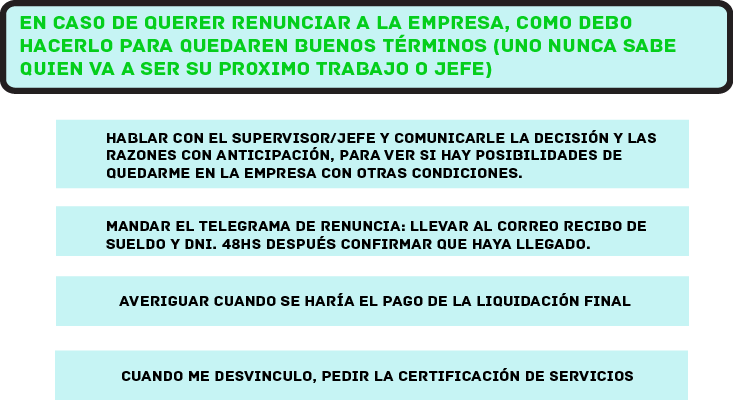 EN CASO DE QUERER RENUNCIAR A LA EMPRESA, COMO DEBO
HACERLO PARA QUEDAREN BUENOS TÉRMINOS (UNO NUNCA SABE
QUIEN VA A SER SU PROXIMO TRABAJO O JEFE)
HABLAR CON EL SUPERVISOR/JEFE Y COMUNICARLE LA DECISIÓN Y LAS
RAZONES CON ANTICIPACIÓN, PARA VER SI HAY POSIBILIDADES DE
QUEDARME EN LA EMPRESA CON OTRAS CONDICIONES.
MANDAR EL TELEGRAMA DE RENUNCIA: LLEVAR AL CORREO RECIBO DE
SUELDO Y DNI. 48HS DESPUÉS CONFIRMAR QUE HAYA LLEGADO.
AVERIGUAR CUANDO SE HARÍA EL PAGO DE LA LIQUIDACIÓN FINAL
CUANDO ME DESVINCULO, PEDIR LA CERTIFICACIÓN DE SERVICIOS